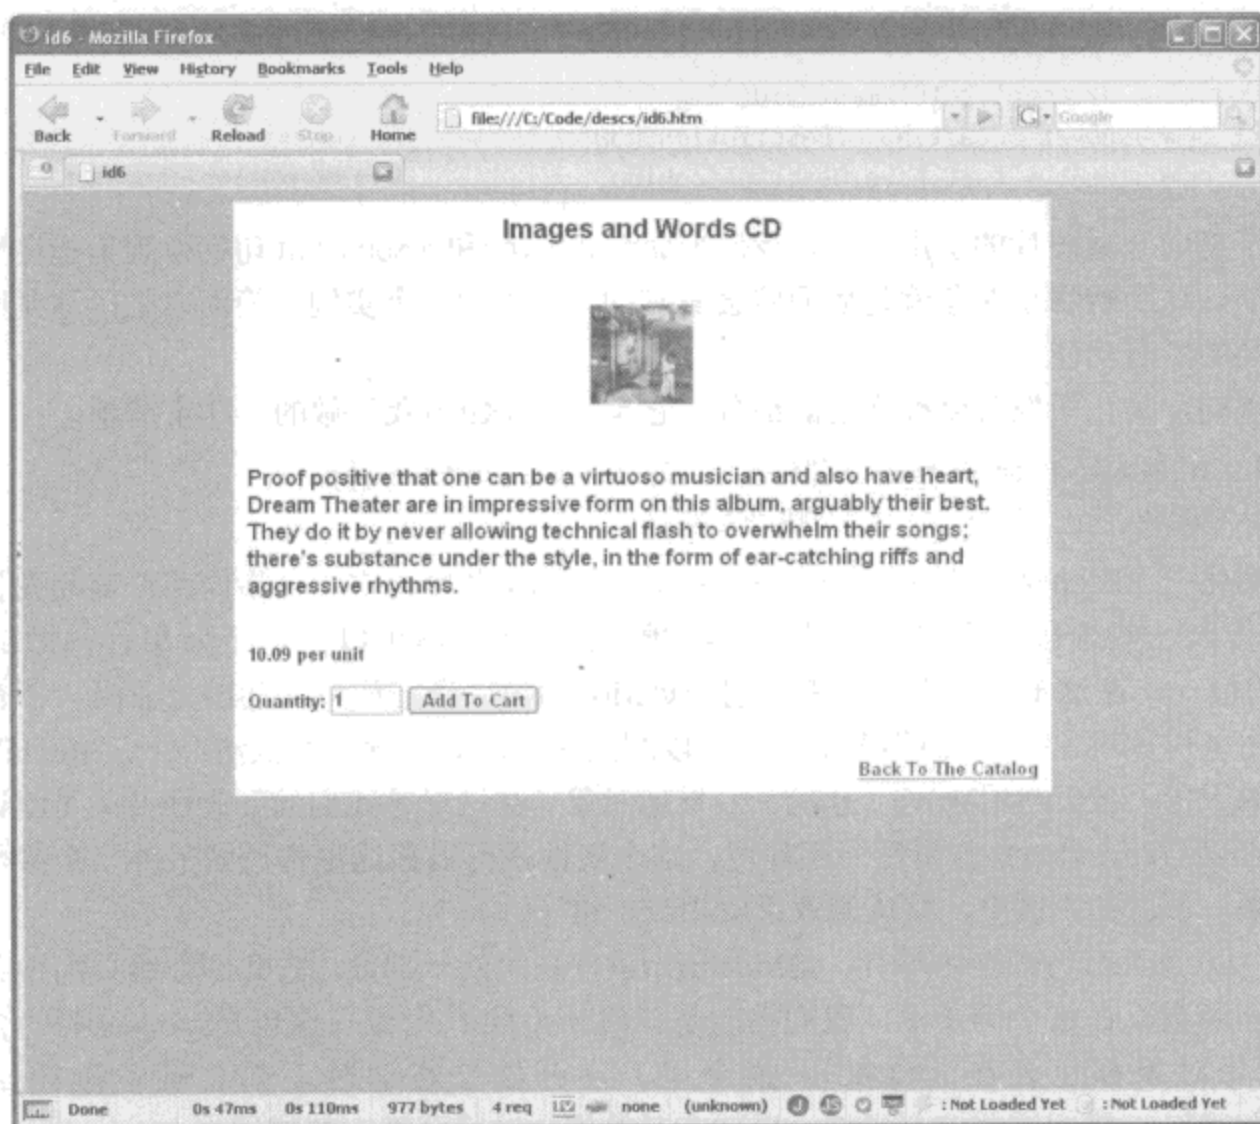 id6 - Mozilla Firefox
File Edit View History Bookmarks Tools Help
file:///C:/Code/descs/id6.htm
Google
Back Forward Reload Stop Home
id6
Images and Words CD
Proof positive that one can be a virtuoso musician and also have heart,
Dream Theater are in impressive form on this album, arguably their best.
They do it by never allowing technical flash to overwhelm their songs;
there's substance under the style, in the form of ear-catching riffs and
aggressive rhythms.
10.09 per unit
Quantity: 1 Add To Cart
Back To The Catalog
Done 0s 47ms 0s 110ms 977 bytes 4 req none (unknown) : Not Loaded Yet : Not Loaded Yet